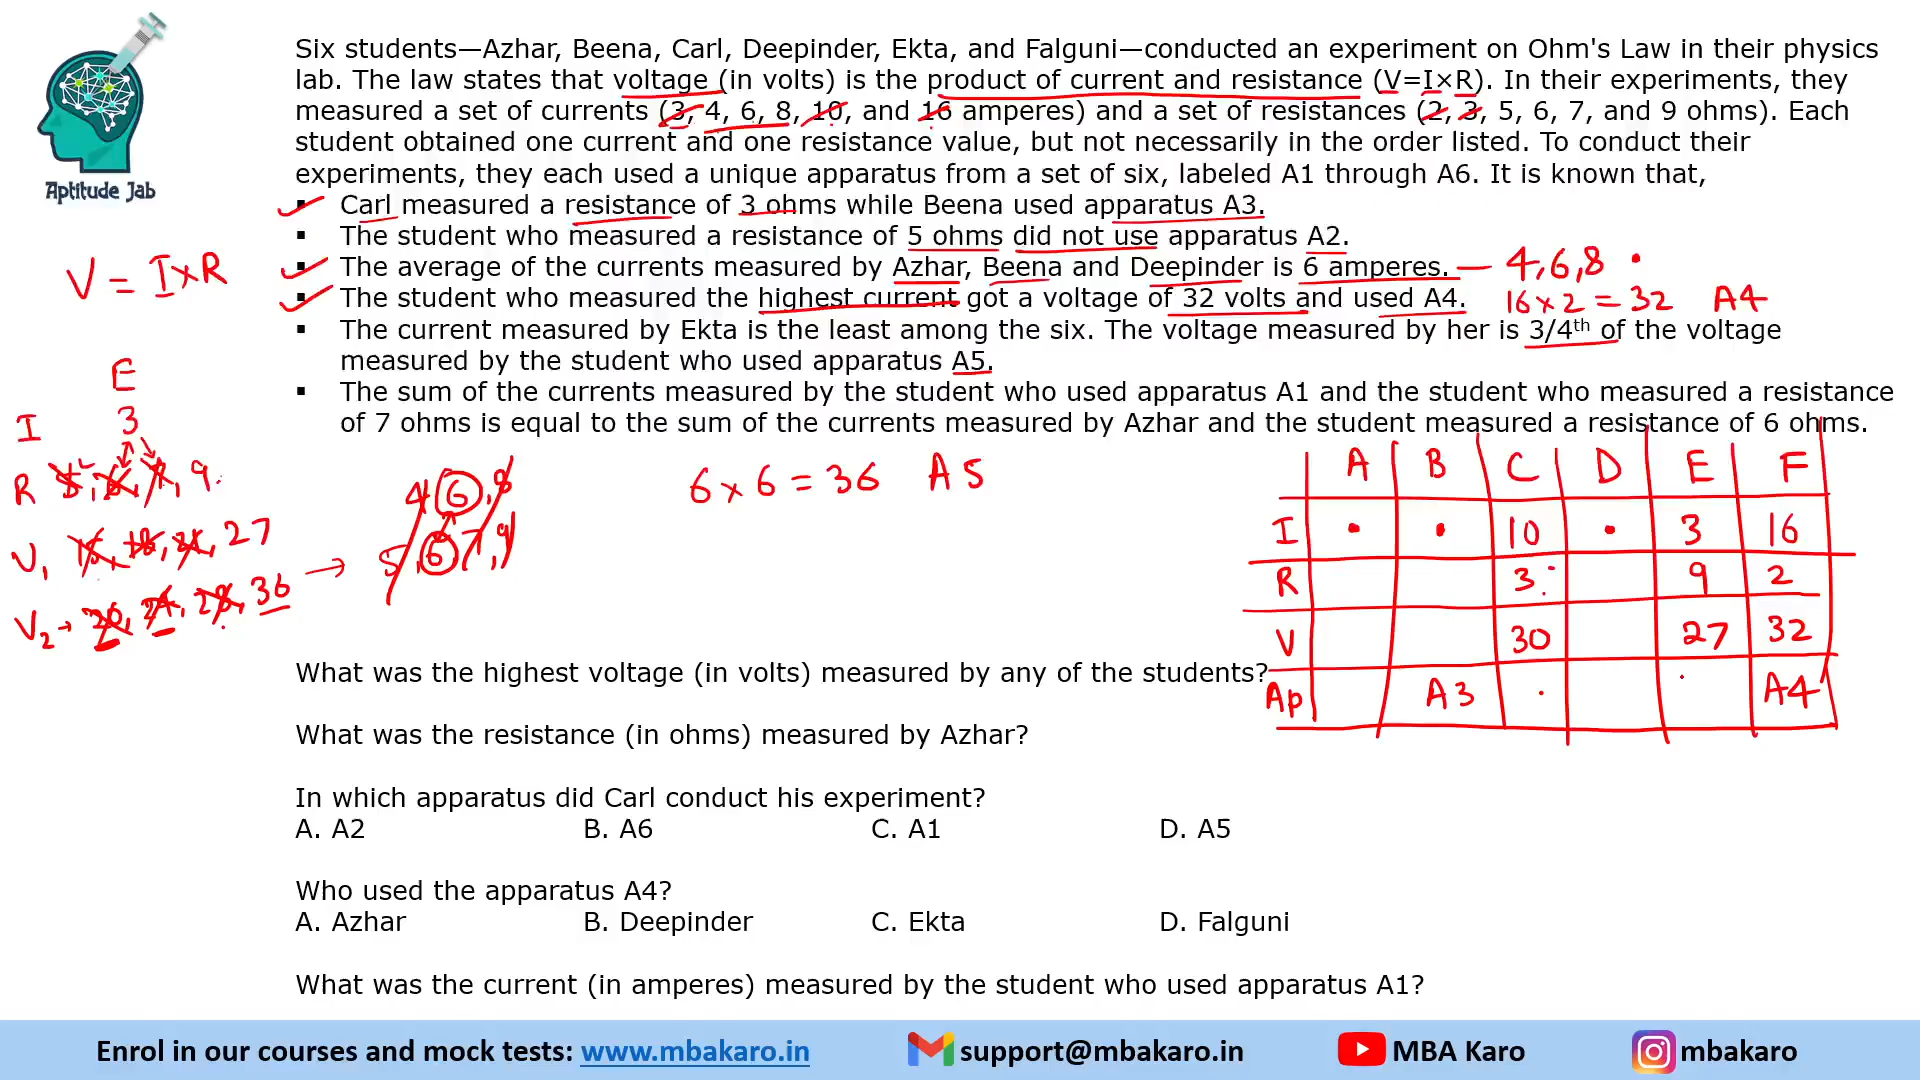 Aptitude Jab
Six students—Azhar, Beena, Carl, Deepinder, Ekta, and Falguni—conducted an experiment on Ohm's Law in their physics
lab. The law states that voltage (in volts) is the product of current and resistance (V=I×R). In their experiments, they
measured a set of currents (3, 4, 6, 8, 10, and 16 amperes) and a set of resistances (2, 3, 5, 6, 7, and 9 ohms). Each
student obtained one current and one resistance value, but not necessarily in the order listed. To conduct their
experiments, they each used a unique apparatus from a set of six, labeled A1 through A6. It is known that,
▪ Carl measured a resistance of 3 ohms while Beena used apparatus A3.
▪ The student who measured a resistance of 5 ohms did not use apparatus A2.
▪ The average of the currents measured by Azhar, Beena and Deepinder is 6 amperes. — 4,6,8
▪ The student who measured the highest current got a voltage of 32 volts and used A4. 16×2=32 A4
▪ The current measured by Ekta is the least among the six. The voltage measured by her is 3/4th of the voltage
measured by the student who used apparatus A5.
▪ The sum of the currents measured by the student who used apparatus A1 and the student who measured a resistance
of 7 ohms is equal to the sum of the currents measured by Azhar and the student measured a resistance of 6 ohms.
V = I×R
E
I 3
R 5, 6, 7, 9
V1 15, 18, 21, 27
V2 → 20, 24, 28, 36 →
4 6, 8
5, 6 7, 9
6×6=36 A5
A B C D E F
I • • 10 • 3 16
R 3 9 2
V 30 27 32
Ap A3 A4
What was the highest voltage (in volts) measured by any of the students?
What was the resistance (in ohms) measured by Azhar?
In which apparatus did Carl conduct his experiment?
A. A2 B. A6 C. A1 D. A5
Who used the apparatus A4?
A. Azhar B. Deepinder C. Ekta D. Falguni
What was the current (in amperes) measured by the student who used apparatus A1?
Enrol in our courses and mock tests: www.mbakaro.in support@mbakaro.in MBA Karo mbakaro